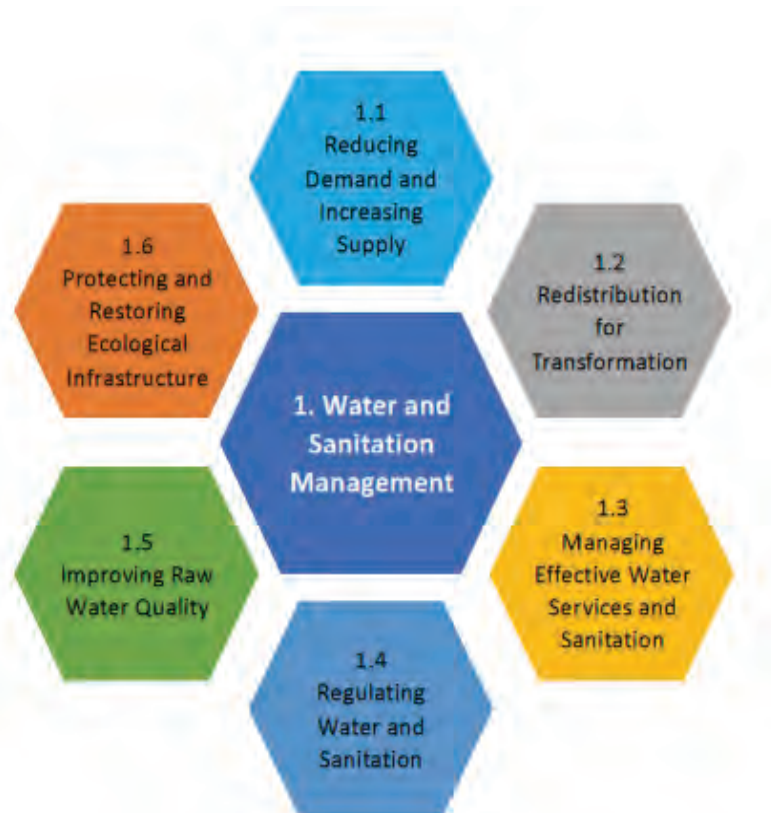 1.1
Reducing
Demand and
Increasing
Supply
1.2
Redistribution
for
Transformation
1.3
Managing
Effective Water
Services and
Sanitation
1.4
Regulating
Water and
Sanitation
1.5
Improving Raw
Water Quality
1.6
Protecting and
Restoring
Ecological
Infrastructure
1. Water and
Sanitation
Management